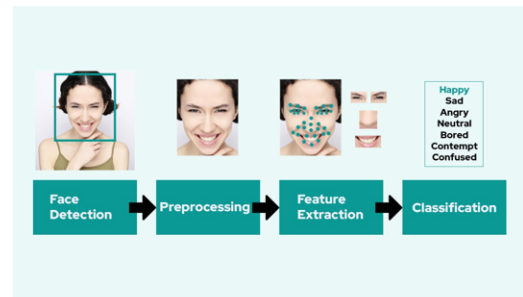 Happy
Sad
Angry
Neutral
Bored
Contempt
Confused
Face
Detection
Preprocessing
Feature
Extraction
Classification